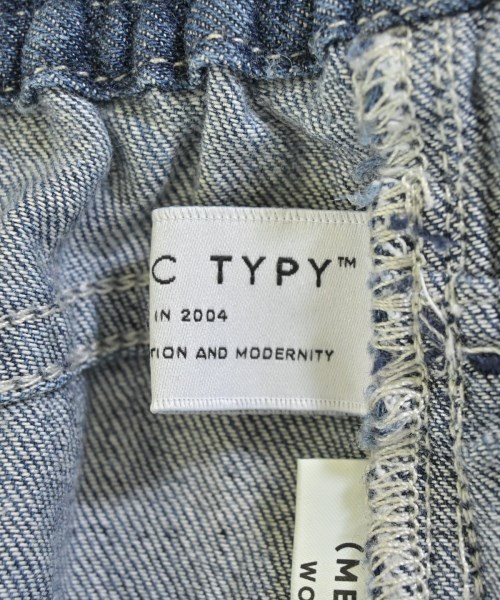 C TYPY™
IN 2004
TION AND MODERNITY
(ME
WO